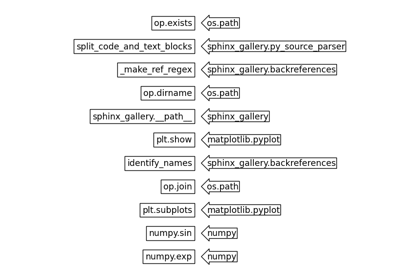 op.exists os.path
split_code_and_text_blocks sphinx_gallery.py_source_parser
_make_ref_regex sphinx_gallery.backreferences
op.dirname os.path
sphinx_gallery.__path__ sphinx_gallery
plt.show matplotlib.pyplot
identify_names sphinx_gallery.backreferences
op.join os.path
plt.subplots matplotlib.pyplot
numpy.sin numpy
numpy.exp numpy